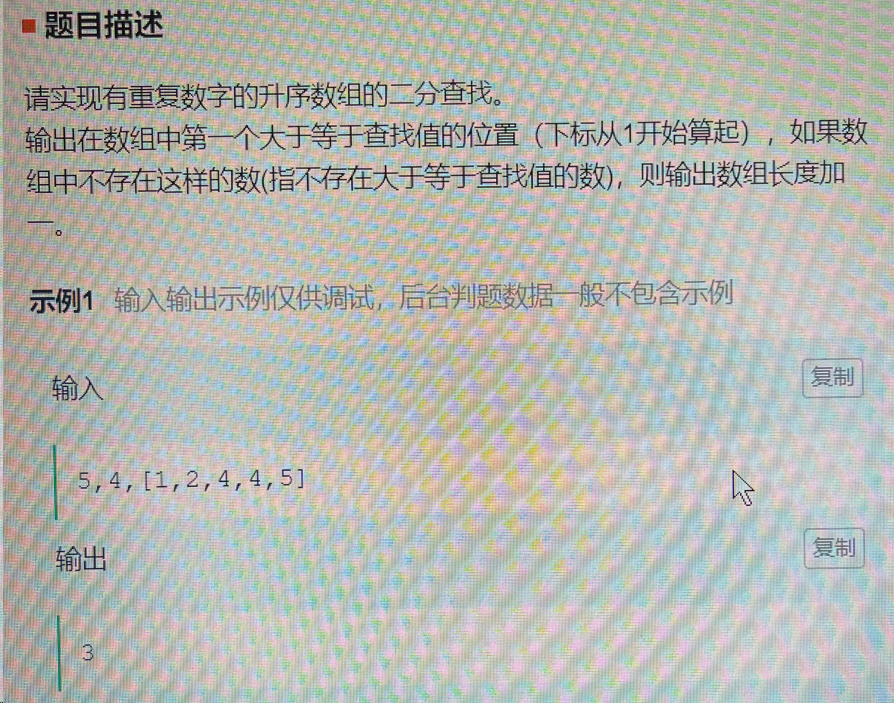 题目描述
请实现有重复数字的升序数组的二分查找。
输出在数组中第一个大于等于查找值的位置（下标从1开始算起），如果数
组中不存在这样的数(指不存在大于等于查找值的数)，则输出数组长度加
一。
示例1 输入输出示例仅供调试，后台判题数据一般不包含示例
输入
复制
5,4,[1,2,4,4,5]
输出
复制
3